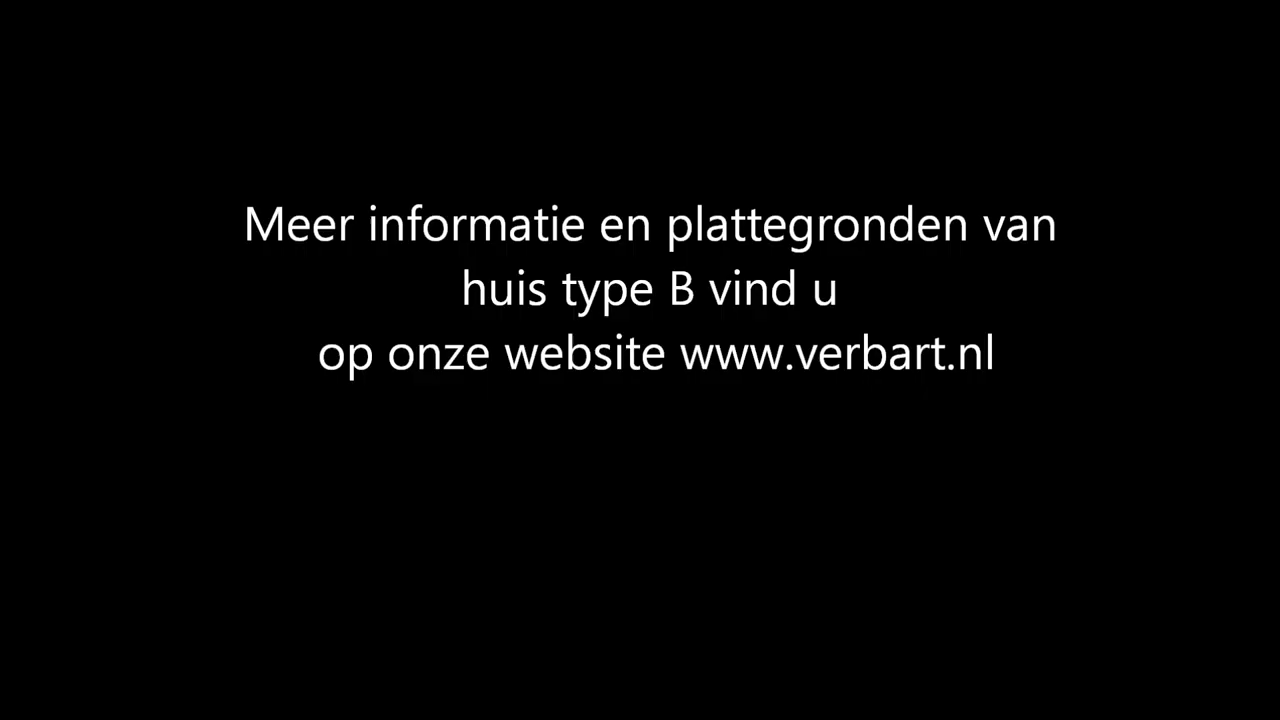 Meer informatie en plattegronden van
huis type B vind u
op onze website www.verbart.nl